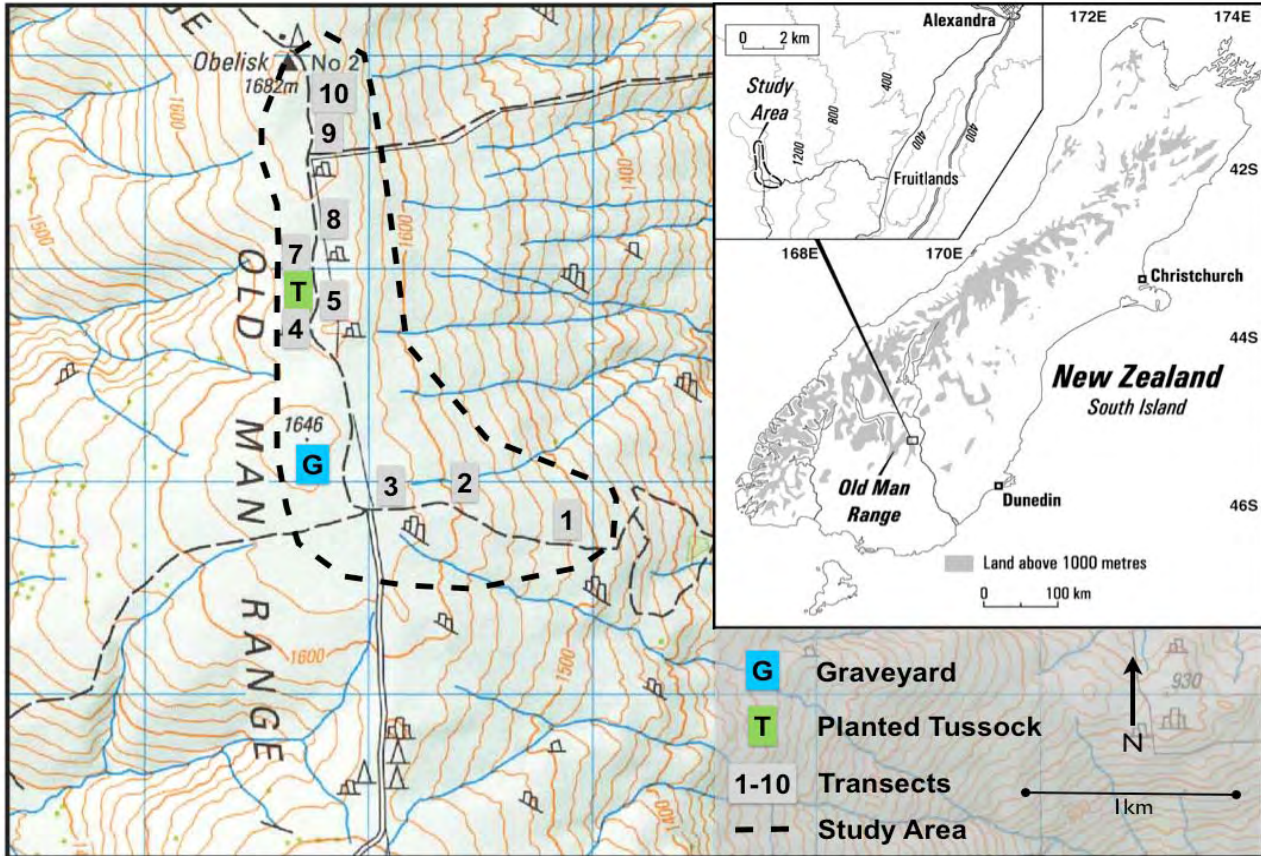 RANGE
Obelisk
No 2
1682m
10
9
8
7
T
5
4
1600
1500
1400
1600
OLD
MAN
RANGE
1646
G
3
2
1
1600
1500
1400
Alexandra
0 2 km
Study
Area
400
800
1200
400
400
Fruitlands
172E
174E
168E
170E
42S
Christchurch
44S
New Zealand
South Island
Old Man
Range
Dunedin
46S
Land above 1000 metres
0 100 km
G Graveyard
T Planted Tussock
1-10 Transects
Study Area
930
N
1km